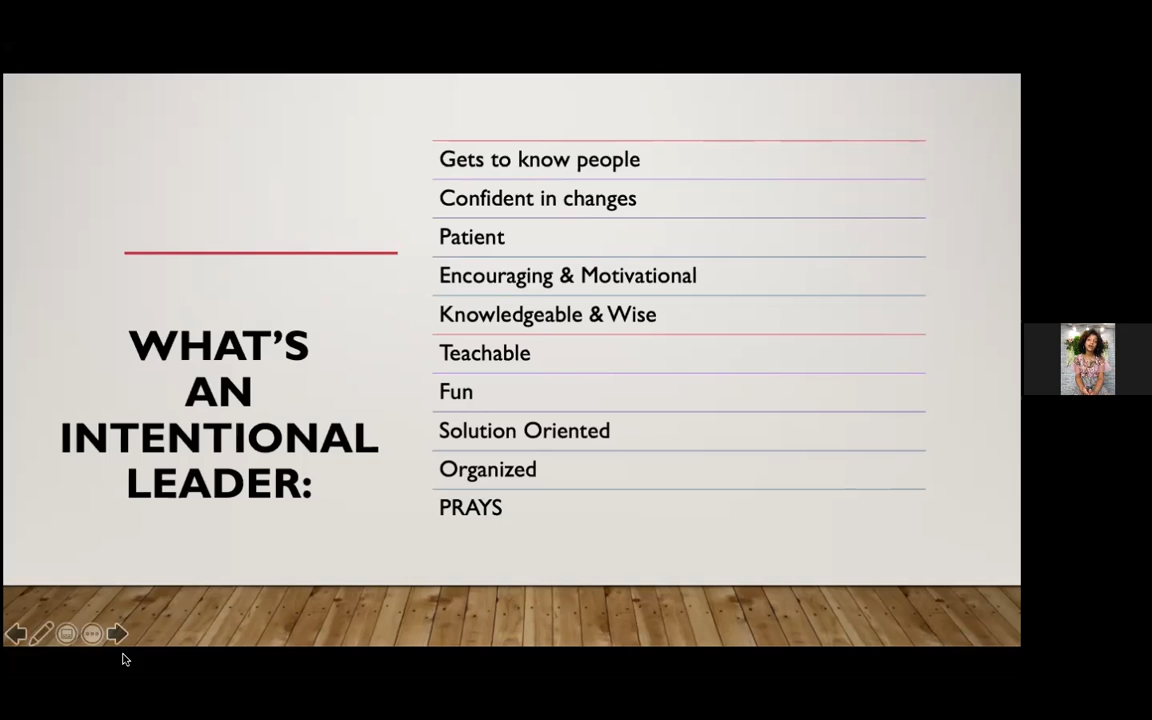 WHAT'S
AN
INTENTIONAL
LEADER:
Gets to know people
Confident in changes
Patient
Encouraging & Motivational
Knowledgeable & Wise
Teachable
Fun
Solution Oriented
Organized
PRAYS